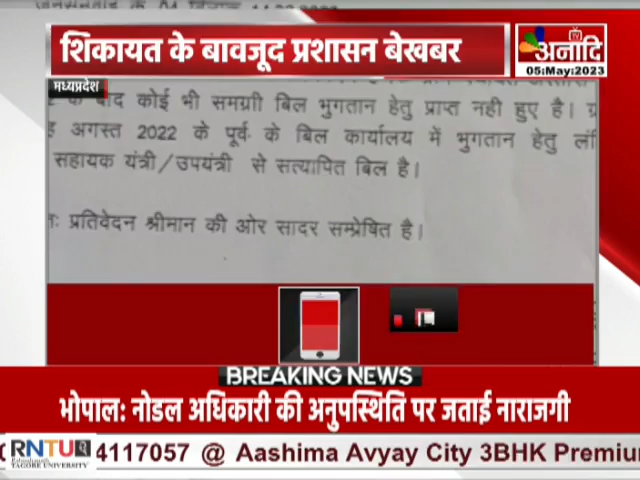 शिकायत के बावजूद प्रशासन बेखबर
अनादि TV
05:May:2023
मध्यप्रदेश
के बाद कोई भी समग्री बिल भुगतान हेतु प्राप्त नही हुए है।
अगस्त 2022 के पूर्व के बिल कार्यालय में भुगतान हेतु लं
सहायक यंत्री/उपयंत्री से सत्यापित बिल है।
प्रतिवेदन श्रीमान की ओर सादर सम्प्रेषित है।
BREAKING NEWS
भोपाल: नोडल अधिकारी की अनुपस्थिति पर जताई नाराजगी
RNTU
Rabindranath
TAGORE UNIVERSITY
4117057 @ Aashima Avyay City 3BHK Premium